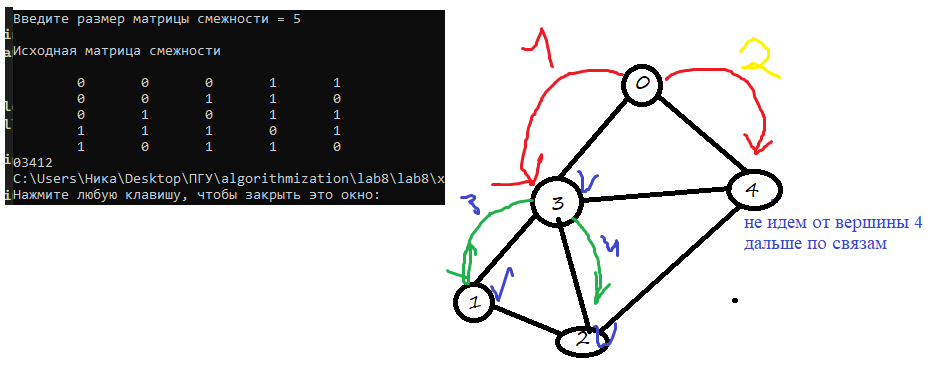 Введите размер матрицы смежности = 5
Исходная матрица смежности
0 0 0 1 1
0 0 1 1 0
0 1 0 1 1
1 1 1 0 1
1 0 1 1 0
03412
C:\Users\Ника\Desktop\ПГУ\algorithmization\lab8\lab8\x
Нажмите любую клавишу, чтобы закрыть это окно:
1
2
0
3
4
3
4
не идем от вершины 4
дальше по связам
1
2